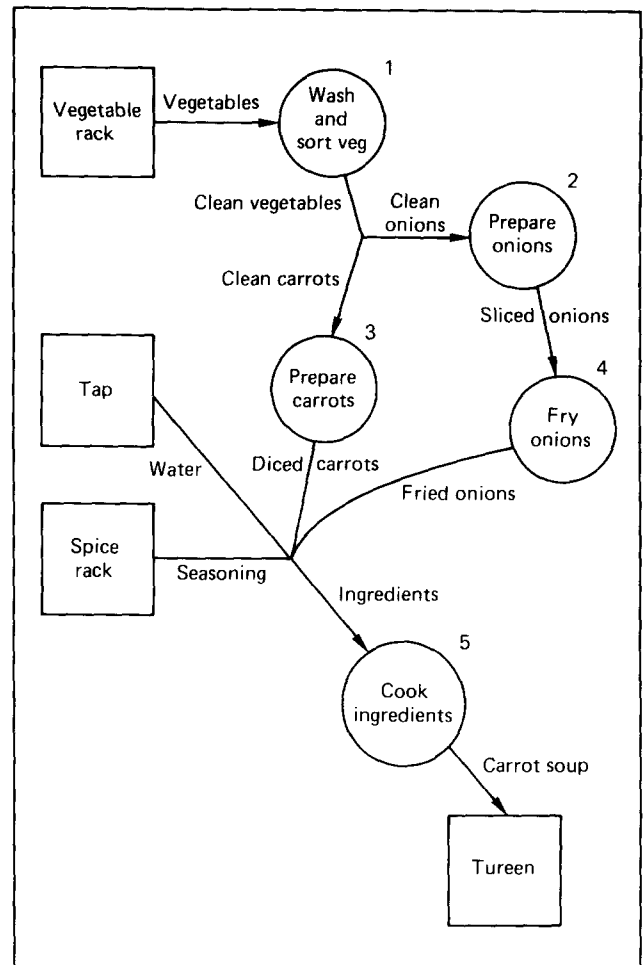 1
Vegetable
rack
Vegetables
Wash
and
sort veg
Clean vegetables
Clean
onions
2
Prepare
onions
Clean carrots
3
Prepare
carrots
Sliced onions
4
Fry
onions
Tap
Water
Diced carrots
Fried onions
Spice
rack
Seasoning
Ingredients
5
Cook
ingredients
Carrot soup
Tureen